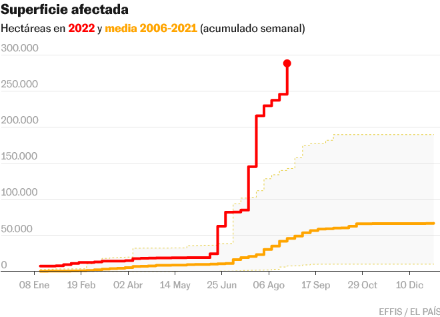 Superficie afectada
Hectáreas en 2022 y media 2006-2021 (acumulado semanal)
300.000
250.000
200.000
150.000
100.000
50.000
0
08 Ene 19 Feb 02 Abr 14 May 25 Jun 06 Ago 17 Sep 29 Oct 10 Dic
EFFIS / EL PAÍS